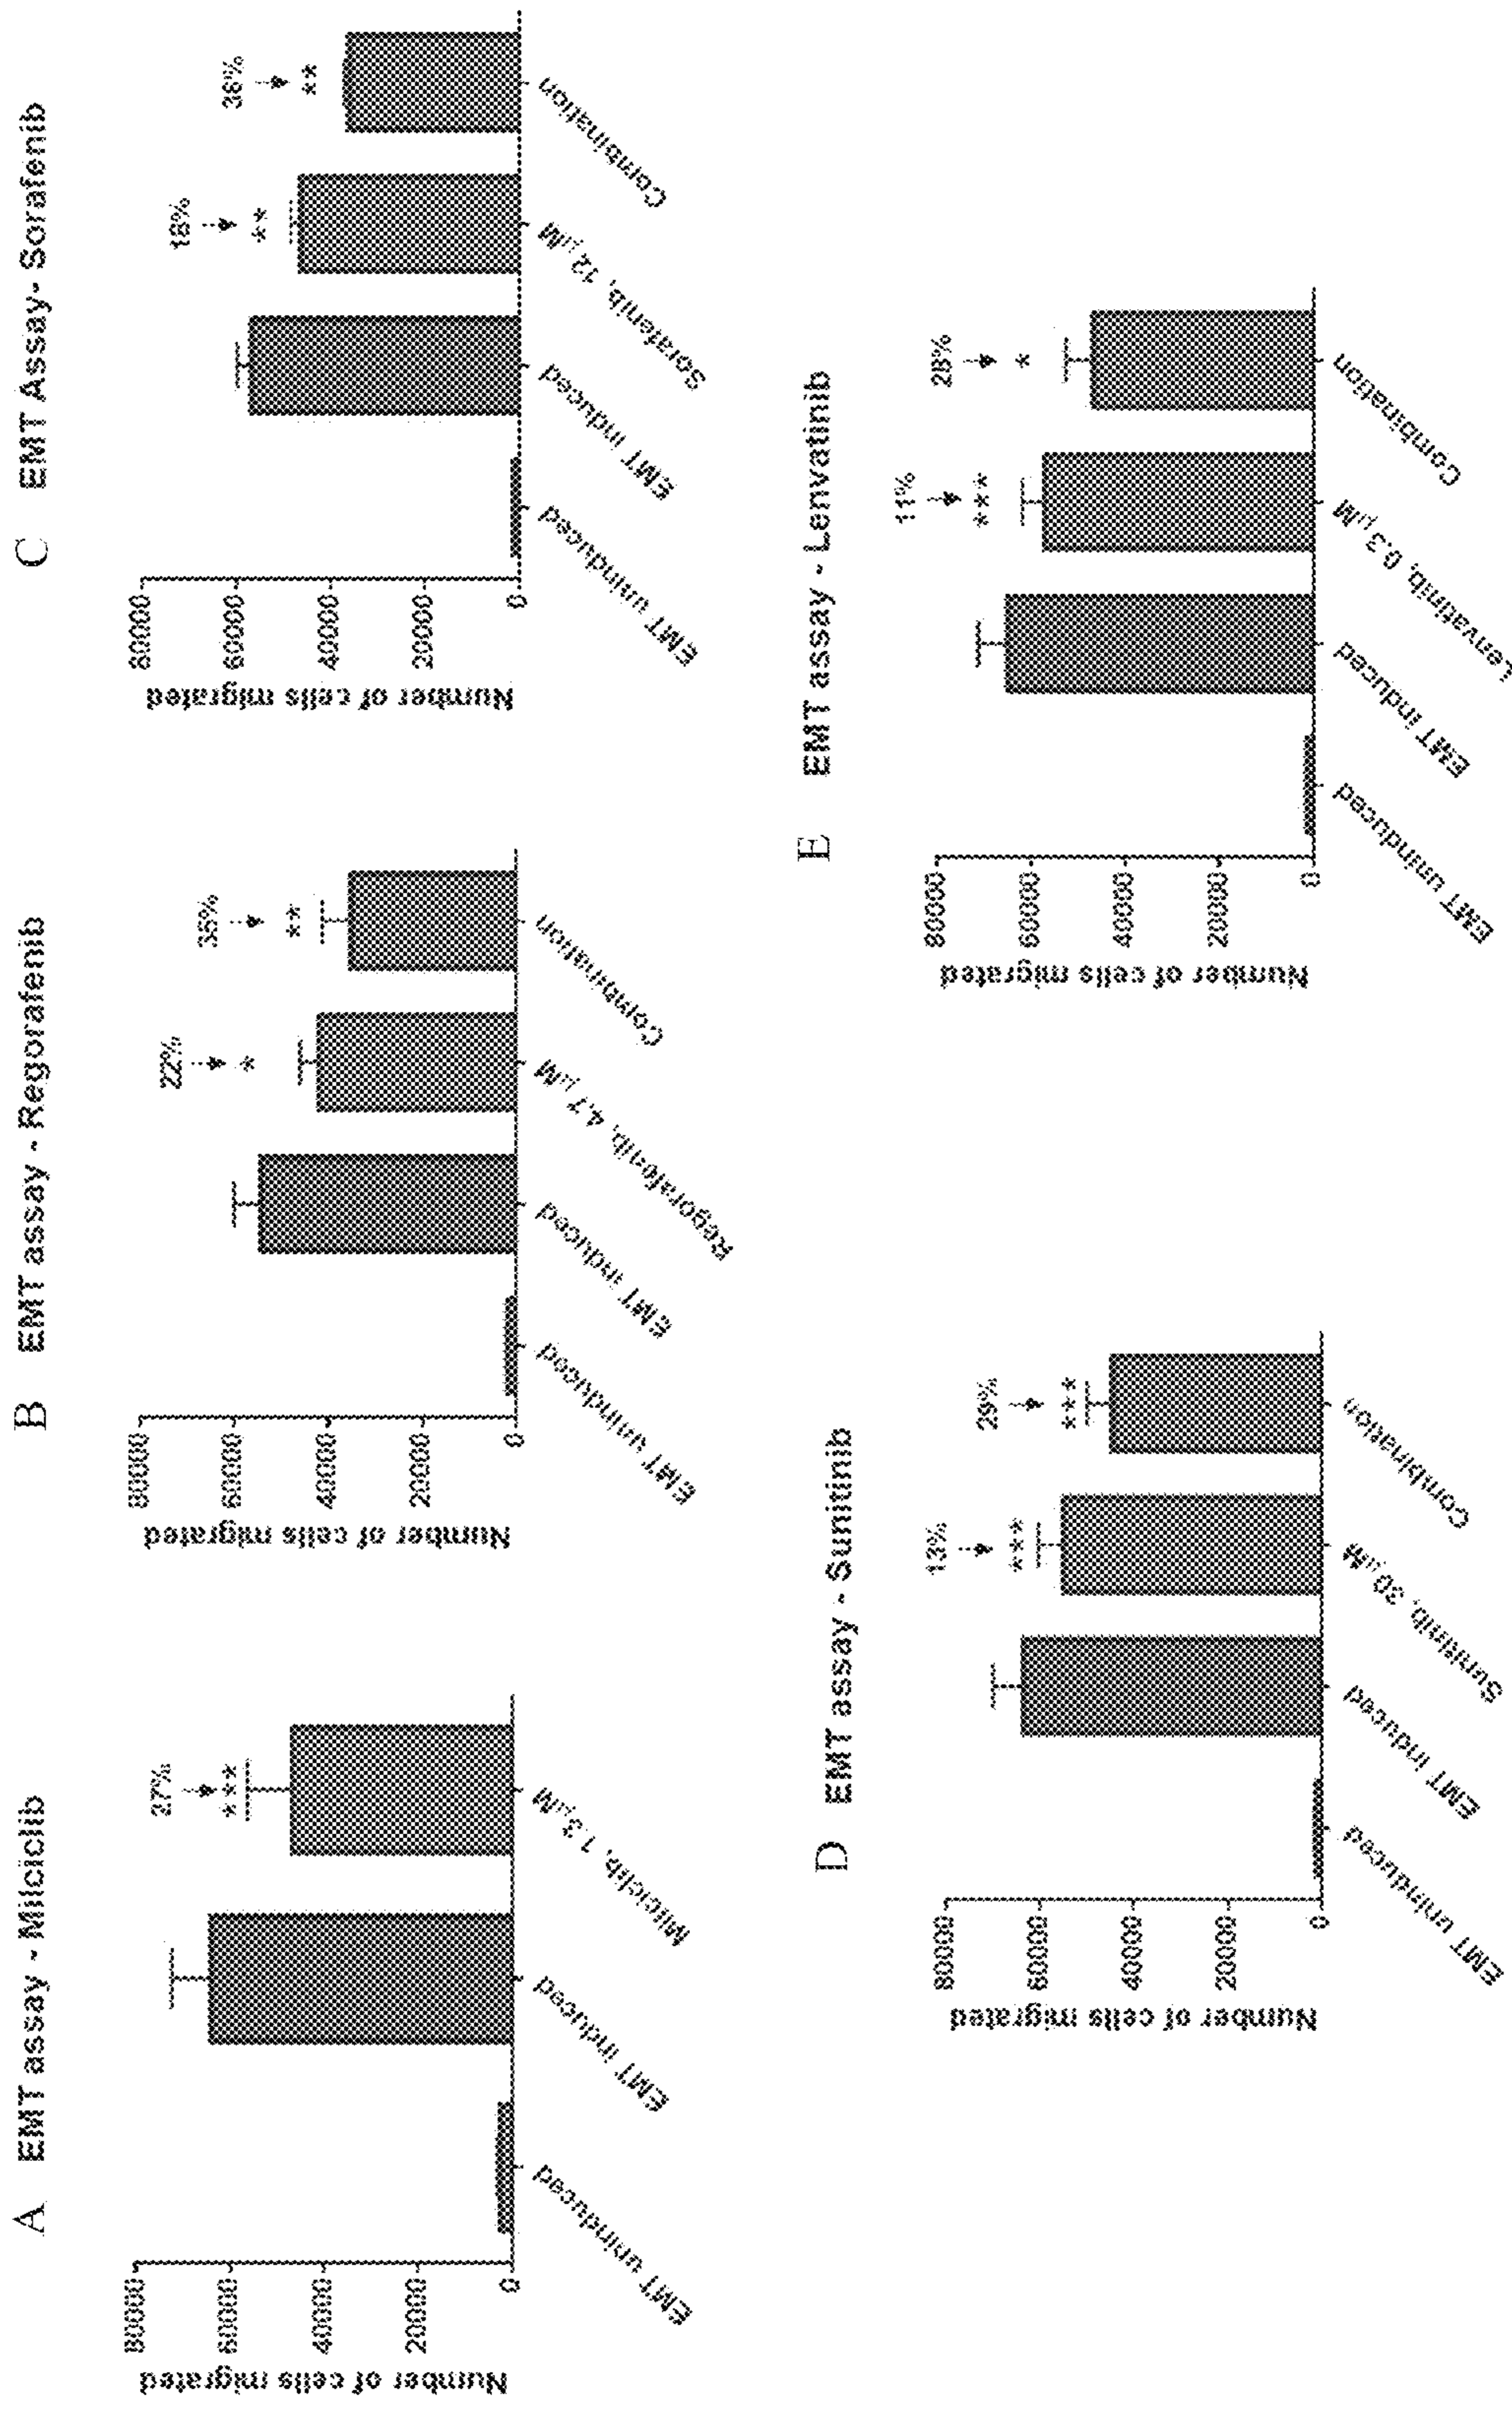 A EMT assay - Milciclib
Number of cells migrated
80000
60000
40000
20000
0
27%
***
EMT uninduced
EMT induced
Milciclib, 1.3 µM
B EMT assay - Regorafenib
Number of cells migrated
80000
60000
40000
20000
0
22%
*
35%
**
EMT uninduced
EMT induced
Regorafenib, 4.7 µM
Combination
C EMT Assay- Sorafenib
Number of cells migrated
80000
60000
40000
20000
0
18%
**
36%
**
EMT uninduced
EMT induced
Sorafenib, 12 µM
Combination
D EMT assay - Sunitinib
Number of cells migrated
80000
60000
40000
20000
0
13%
***
29%
***
EMT uninduced
EMT induced
Sunitinib, 30 µM
Combination
E EMT assay - Lenvatinib
Number of cells migrated
80000
60000
40000
20000
0
11%
***
28%
*
EMT uninduced
EMT induced
Lenvatinib, 0.3 µM
Combination